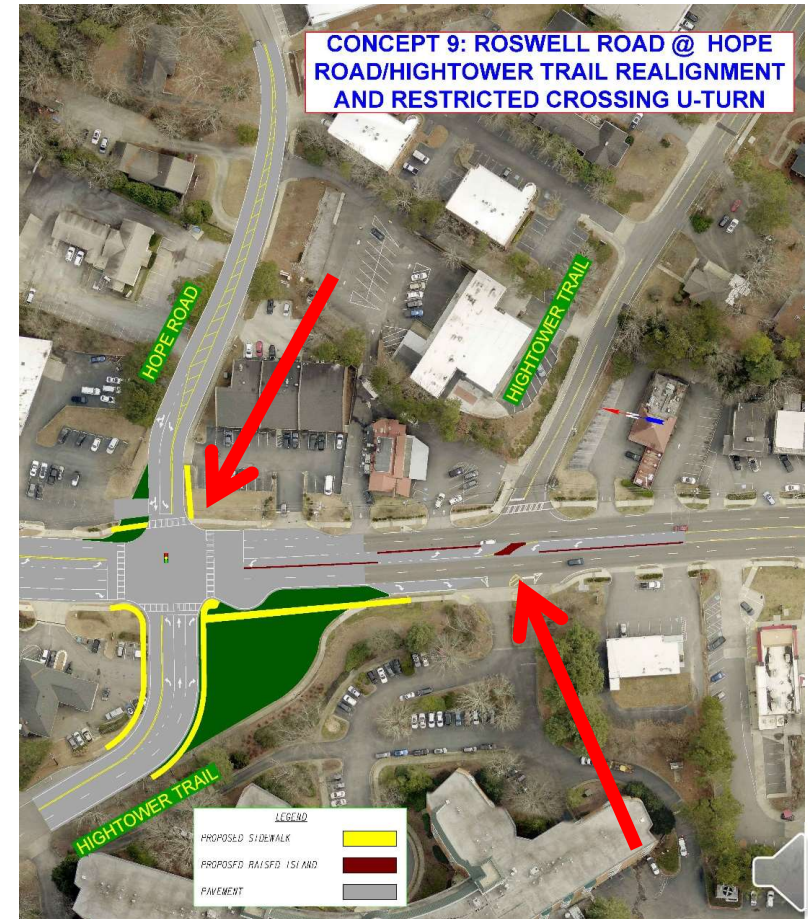 CONCEPT 9: ROSWELL ROAD @ HOPE
ROAD/HIGHTOWER TRAIL REALIGNMENT
AND RESTRICTED CROSSING U-TURN
HOPE ROAD
HIGHTOWER TRAIL
HIGHTOWER TRAIL
LEGEND
PROPOSED SIDEWALK
PROPOSED RAISED ISLAND
PAVEMENT